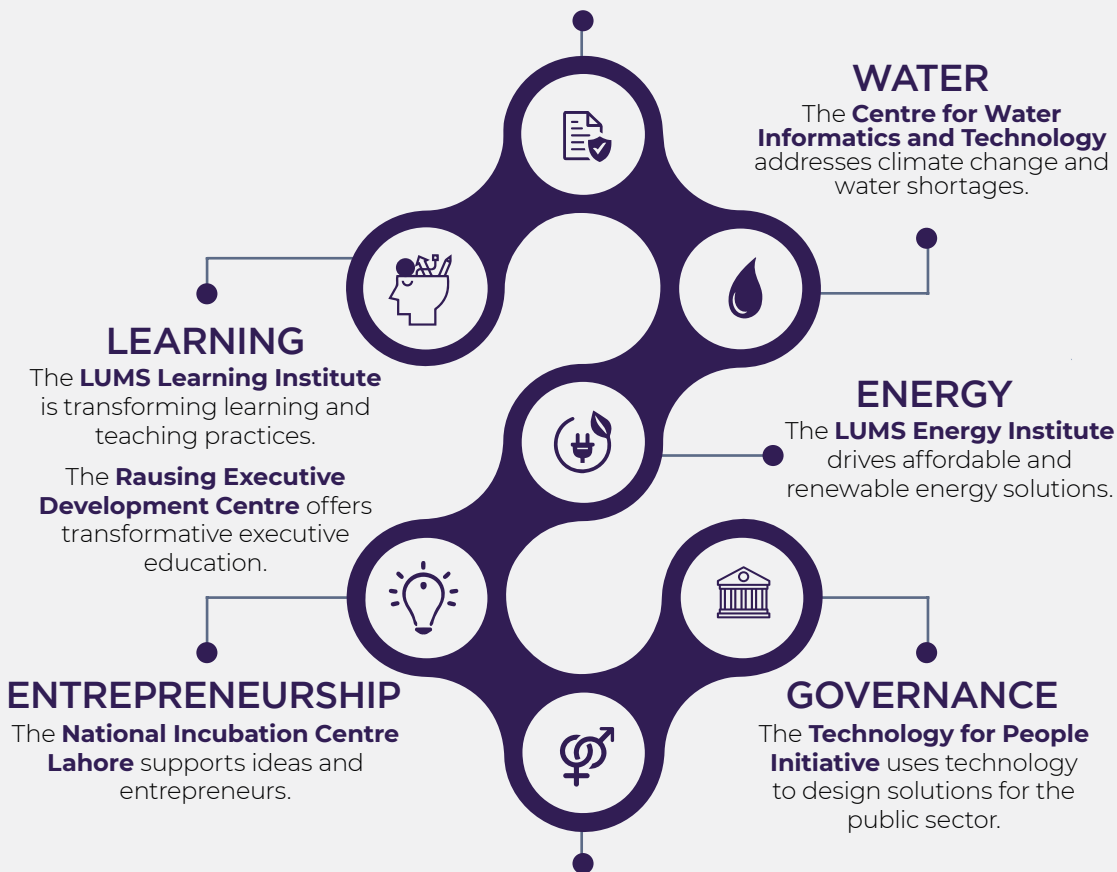 WATER
The Centre for Water
Informatics and Technology
addresses climate change and
water shortages.
LEARNING
The LUMS Learning Institute
is transforming learning and
teaching practices.
The Rausing Executive
Development Centre offers
transformative executive
education.
ENERGY
The LUMS Energy Institute
drives affordable and
renewable energy solutions.
ENTREPRENEURSHIP
The National Incubation Centre
Lahore supports ideas and
entrepreneurs.
GOVERNANCE
The Technology for People
Initiative uses technology
to design solutions for the
public sector.